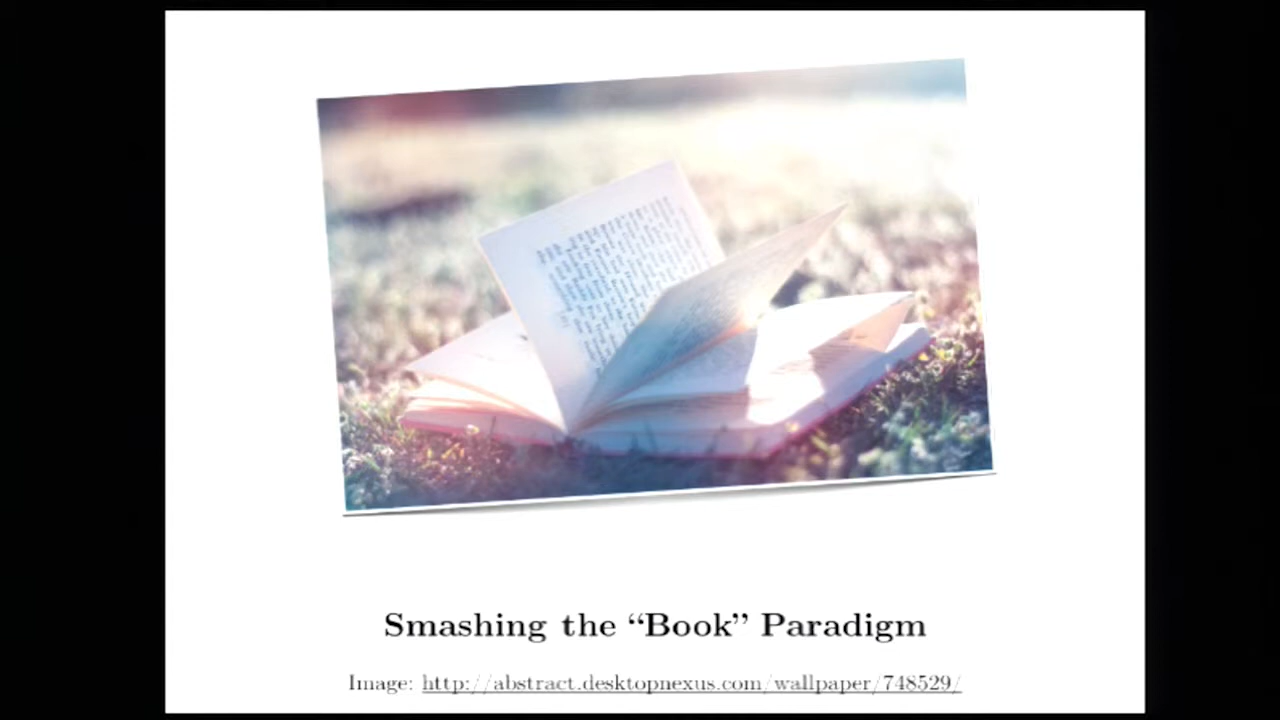 Smashing the “Book” Paradigm
Image: http://abstract.desktopnexus.com/wallpaper/748529/